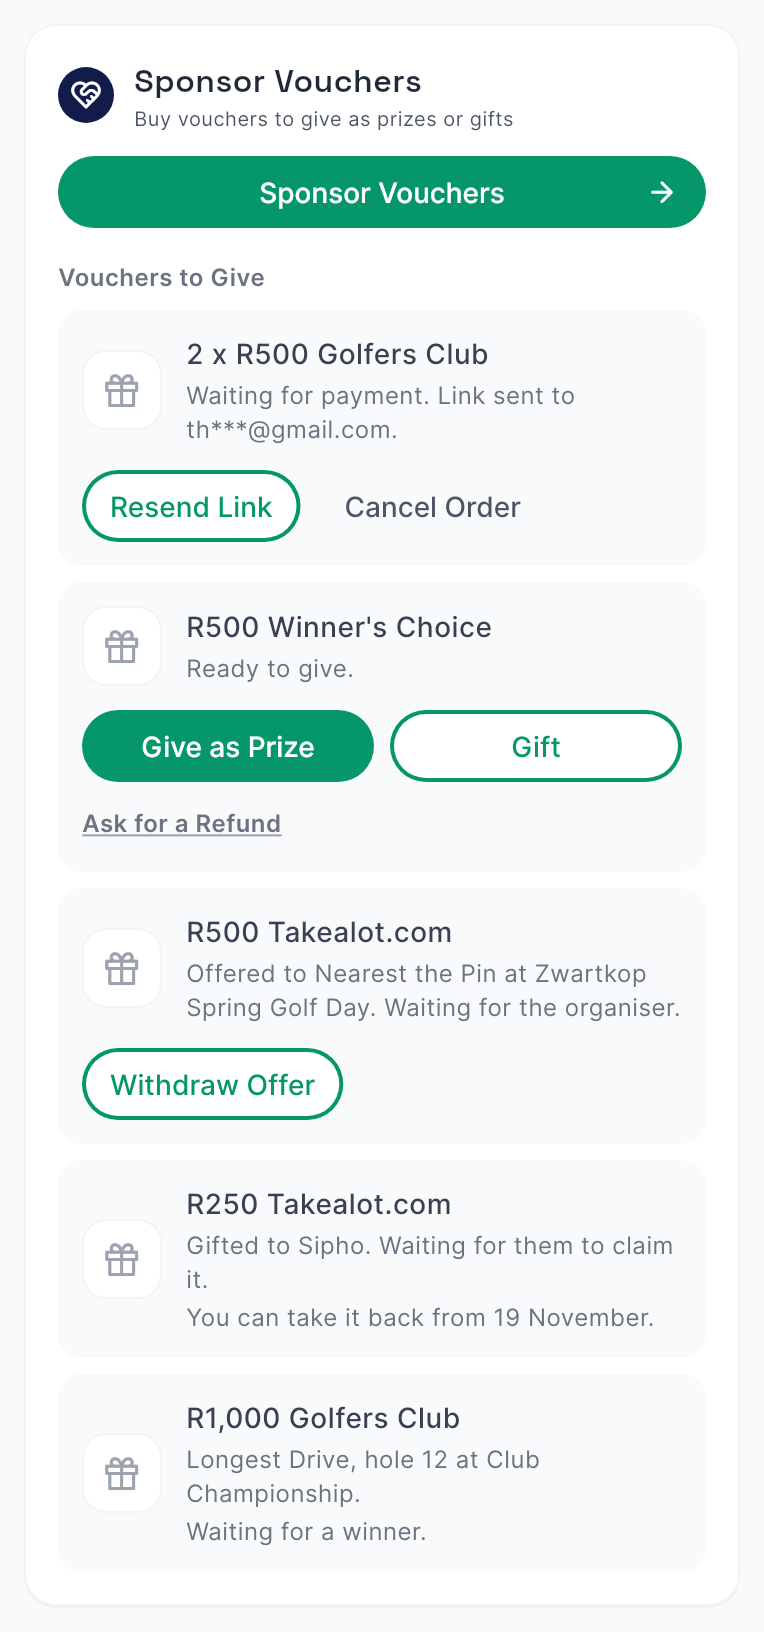 Sponsor Vouchers
Buy vouchers to give as prizes or gifts
Sponsor Vouchers
Vouchers to Give
2 x R500 Golfers Club
Waiting for payment. Link sent to
th***@gmail.com.
Resend Link
Cancel Order
R500 Winner's Choice
Ready to give.
Give as Prize
Gift
Ask for a Refund
R500 Takealot.com
Offered to Nearest the Pin at Zwartkop
Spring Golf Day. Waiting for the organiser.
Withdraw Offer
R250 Takealot.com
Gifted to Sipho. Waiting for them to claim
it.
You can take it back from 19 November.
R1,000 Golfers Club
Longest Drive, hole 12 at Club
Championship.
Waiting for a winner.